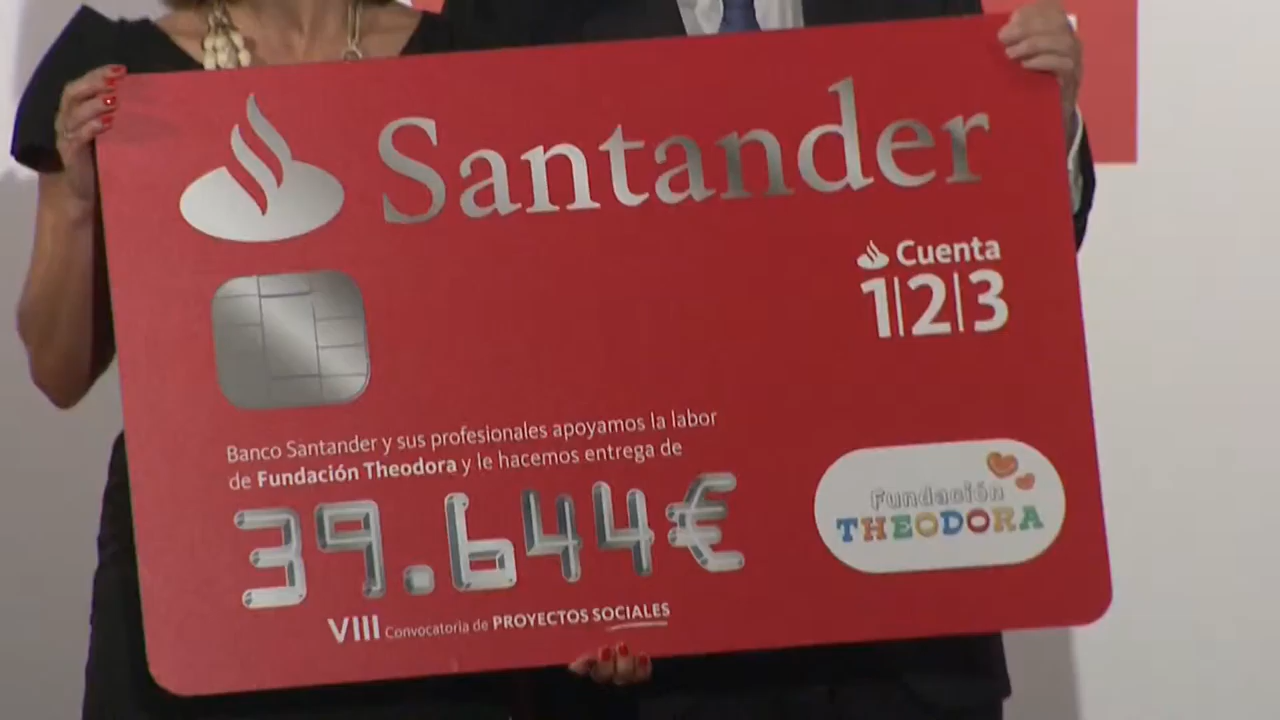 Santander
Cuenta
1|2|3
Banco Santander y sus profesionales apoyamos la labor
de Fundación Theodora y le hacemos entrega de
39.644€
Fundación
THEODORA
VIII Convocatoria de PROYECTOS SOCIALES